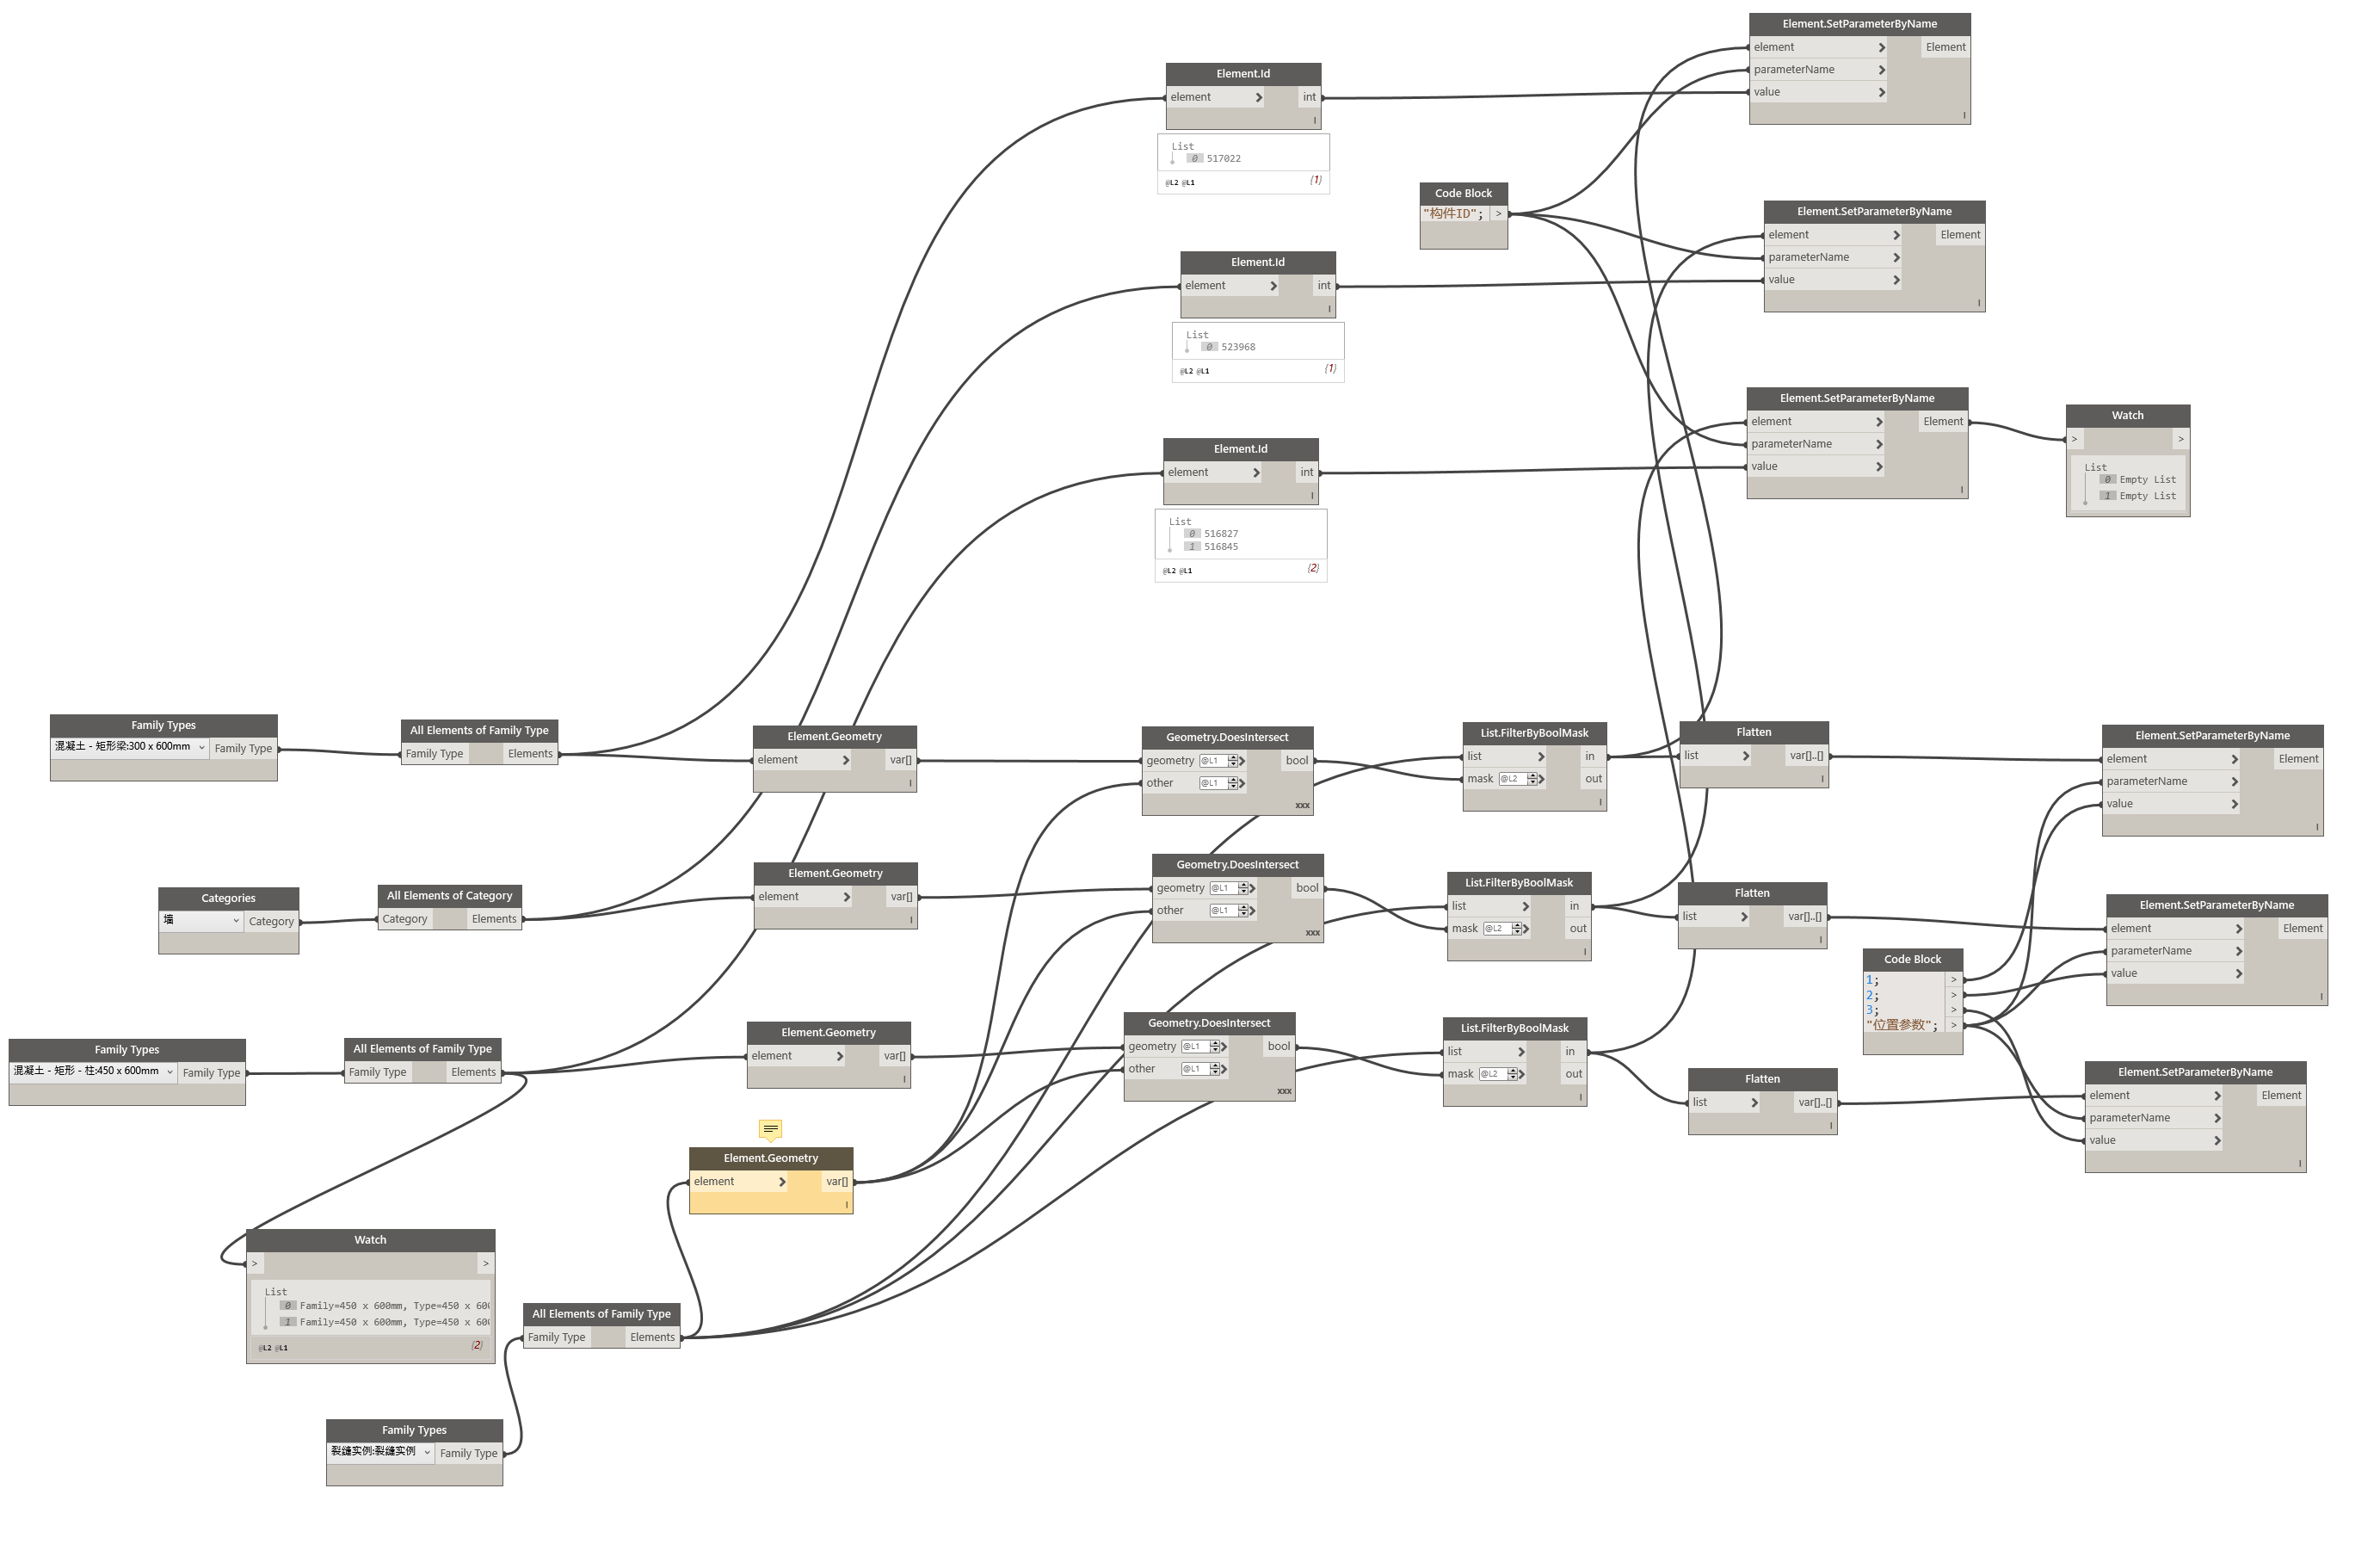 Element.SetParameterByName
element
Element
parameterName
value
l
Element.Id
element
int
l
List
0 517022
@L2 @L1
{1}
Code Block
"构件ID";
>
Element.SetParameterByName
element
Element
parameterName
value
l
Element.Id
element
int
l
List
0 523968
@L2 @L1
{1}
Element.SetParameterByName
element
Element
parameterName
value
l
Watch
>
>
List
0 Empty List
1 Empty List
Element.Id
element
int
l
List
0 516827
1 516845
@L2 @L1
{2}
Family Types
混凝土 - 矩形梁:300 x 600mm
Family Type
All Elements of Family Type
Family Type
Elements
Element.Geometry
element
var[]
l
Geometry.DoesIntersect
geometry @L1
bool
other @L1
xxx
List.FilterByBoolMask
list
in
mask @L2
out
l
Flatten
list
var[]..[]
l
Element.SetParameterByName
element
Element
parameterName
value
l
Categories
墙
Category
All Elements of Category
Category
Elements
Element.Geometry
element
var[]
l
Geometry.DoesIntersect
geometry @L1
bool
other @L1
xxx
List.FilterByBoolMask
list
in
mask @L2
out
l
Flatten
list
var[]..[]
l
Element.SetParameterByName
element
Element
parameterName
value
l
Code Block
1;
>
2;
>
3;
>
"位置参数";
>
Family Types
混凝土 - 矩形 - 柱:450 x 600mm
Family Type
All Elements of Family Type
Family Type
Elements
Element.Geometry
element
var[]
l
Geometry.DoesIntersect
geometry @L1
bool
other @L1
xxx
List.FilterByBoolMask
list
in
mask @L2
out
l
Flatten
list
var[]..[]
l
Element.SetParameterByName
element
Element
parameterName
value
l
Element.Geometry
element
var[]
l
Watch
>
>
List
0 Family=450 x 600mm, Type=450 x 60
1 Family=450 x 600mm, Type=450 x 60
@L2 @L1
{2}
All Elements of Family Type
Family Type
Elements
Family Types
裂缝实例:裂缝实例
Family Type